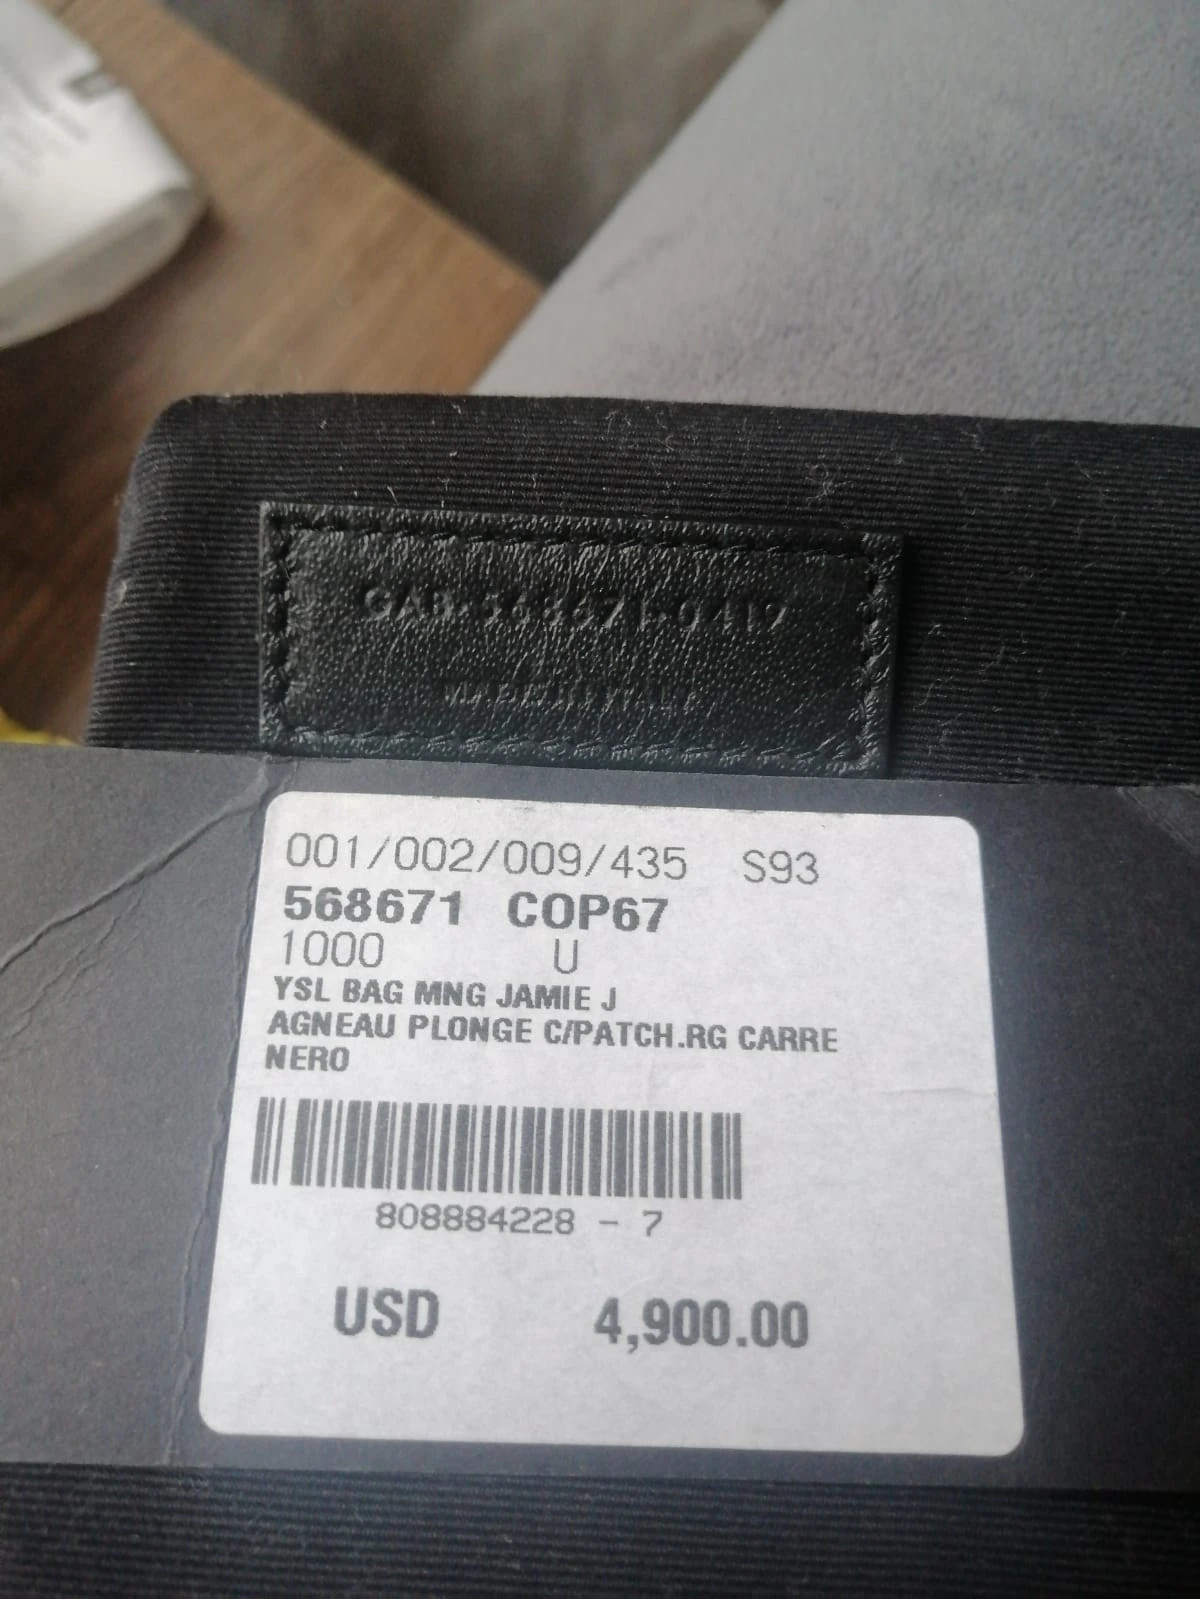 GAB·568671·0417
MADE IN ITALY
001/002/009/435 S93
568671 COP67
1000 U
YSL BAG MNG JAMIE J
AGNEAU PLONGE C/PATCH.RG CARRE
NERO
808884228 - 7
USD 4,900.00